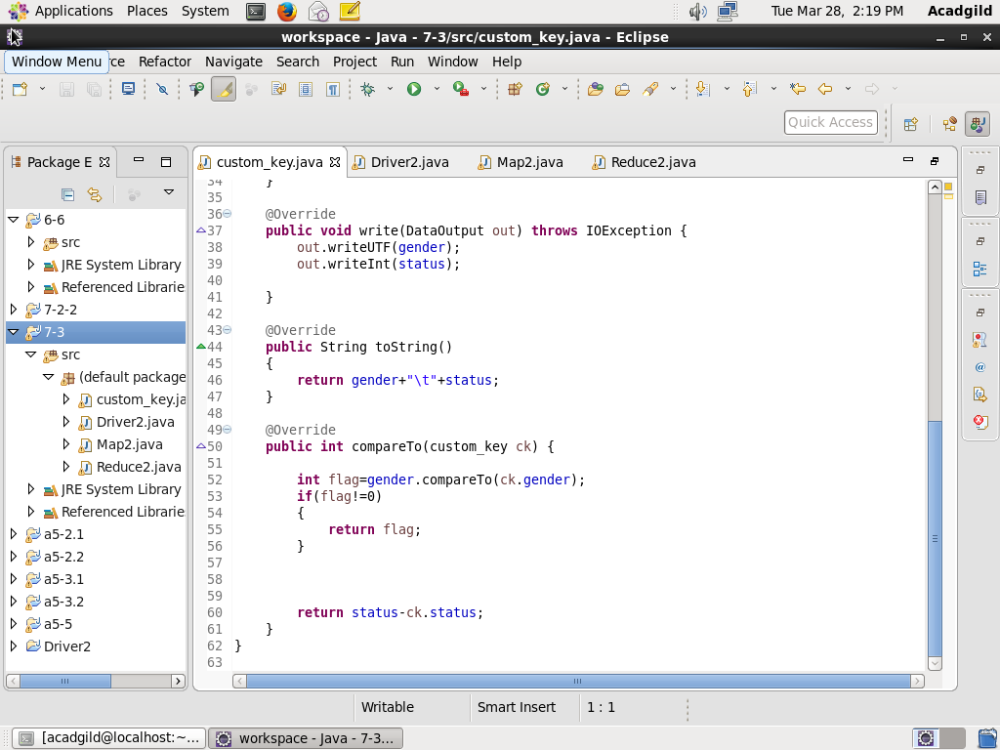 Applications Places System Tue Mar 28, 2:19 PM Acadgild
workspace - Java - 7-3/src/custom_key.java - Eclipse
Window Menu ce Refactor Navigate Search Project Run Window Help
Quick Access
Package E custom_key.java Driver2.java Map2.java Reduce2.java
6-6
src
JRE System Library
Referenced Librarie
7-2-2
7-3
src
(default package
custom_key.ja
Driver2.java
Map2.java
Reduce2.java
JRE System Library
Referenced Librarie
a5-2.1
a5-2.2
a5-3.1
a5-3.2
a5-5
Driver2
34 }
35
36 @Override
37 public void write(DataOutput out) throws IOException {
38 out.writeUTF(gender);
39 out.writeInt(status);
40
41 }
42
43 @Override
44 public String toString()
45 {
46 return gender+"\t"+status;
47 }
48
49 @Override
50 public int compareTo(custom_key ck) {
51
52 int flag=gender.compareTo(ck.gender);
53 if(flag!=0)
54 {
55 return flag;
56 }
57
58
59
60 return status-ck.status;
61 }
62 }
63
Writable Smart Insert 1 : 1
[acadgild@localhost:~... workspace - Java - 7-3...